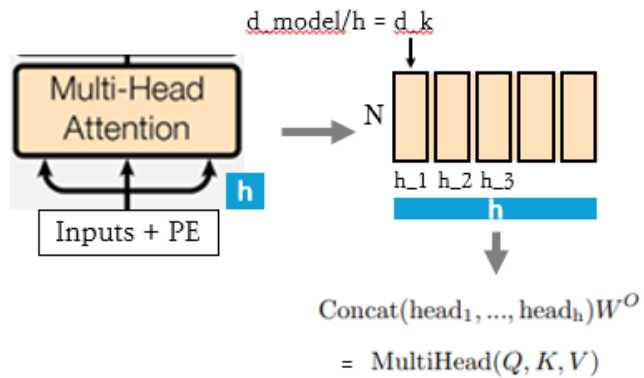 d_model/h = d_k
Multi-Head
Attention
h
Inputs + PE
N
h_1 h_2 h_3
h
Concat(head₁, ..., headₕ)Wᴼ
= MultiHead(Q, K, V)